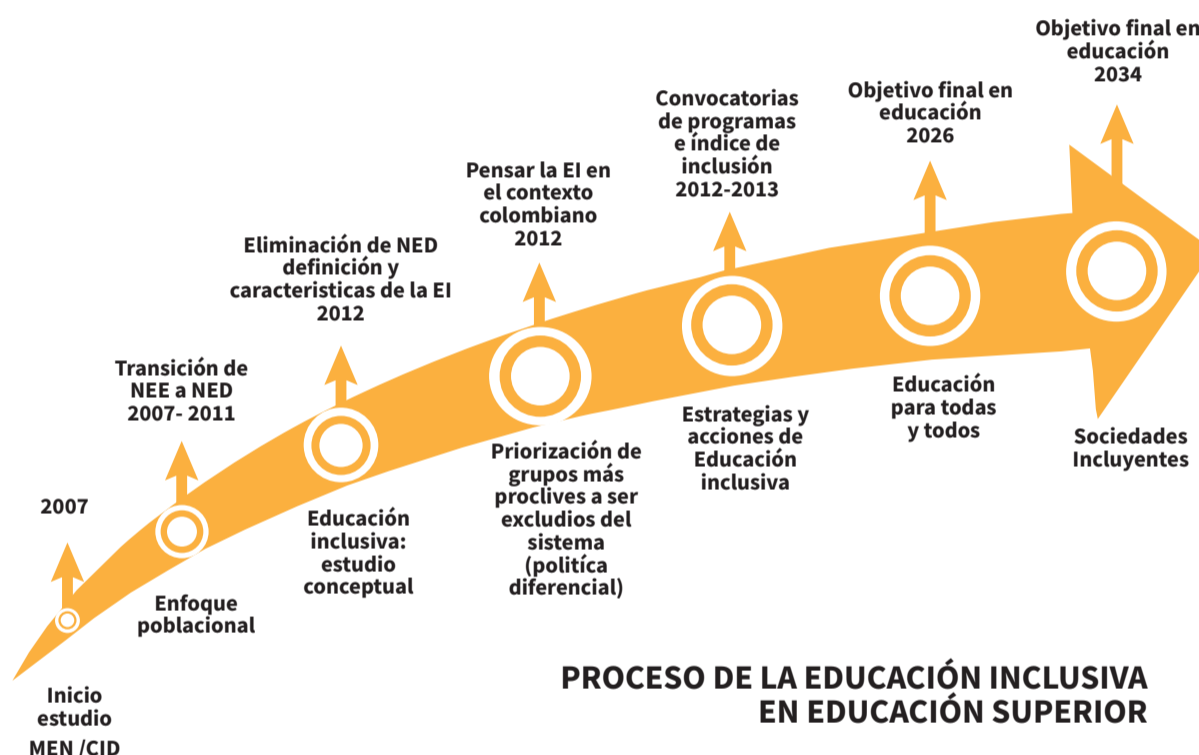 2007
Inicio
estudio
MEN /CID
Transición de
NEE a NED
2007- 2011
Enfoque
poblacional
Eliminación de NED
definición y
caracteristicas de la EI
2012
Educación
inclusiva:
estudio
conceptual
Pensar la EI en
el contexto
colombiano
2012
Priorización de
grupos más
proclives a ser
excludios del
sistema
(politíca
diferencial)
Convocatorias
de programas
e índice de
inclusión
2012-2013
Estrategias y
acciones de
Educación
inclusiva
Objetivo final en
educación
2026
Educación
para todas
y todos
Objetivo final en
educación
2034
Sociedades
Incluyentes
PROCESO DE LA EDUCACIÓN INCLUSIVA
EN EDUCACIÓN SUPERIOR